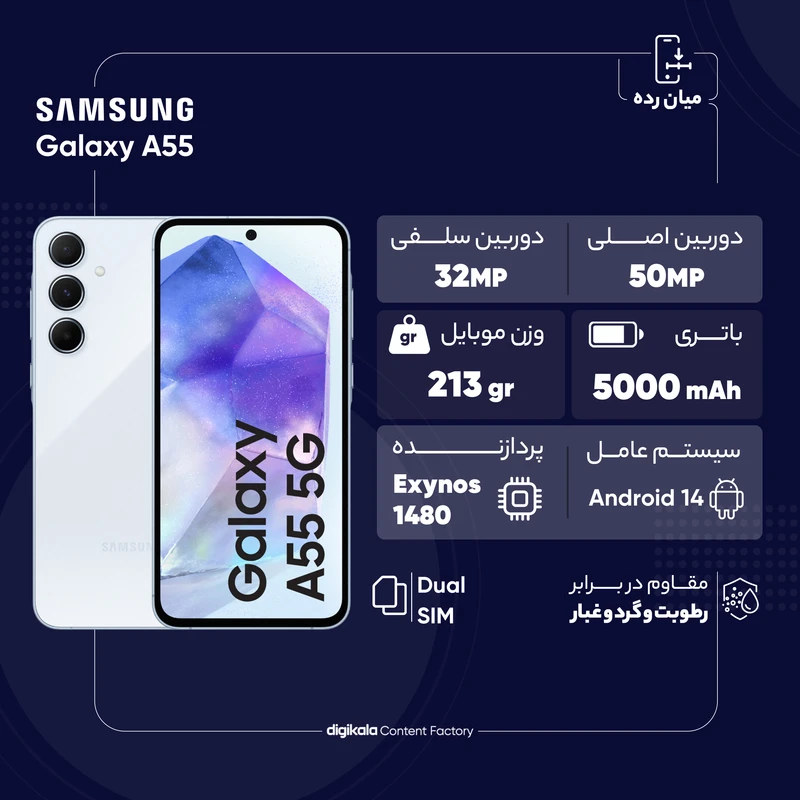 میان رده
SAMSUNG
Galaxy A55
دوربین اصلی
50MP
دوربین سلفی
32MP
باتری
5000 mAh
وزن موبایل
gr
213 gr
سیستم عامل
Android 14
پردازنده
Exynos
1480
مقاوم در برابر
رطوبت و گرد و غبار
Dual
SIM
SAMSUNG
Galaxy
A55 5G
digikala Content Factory